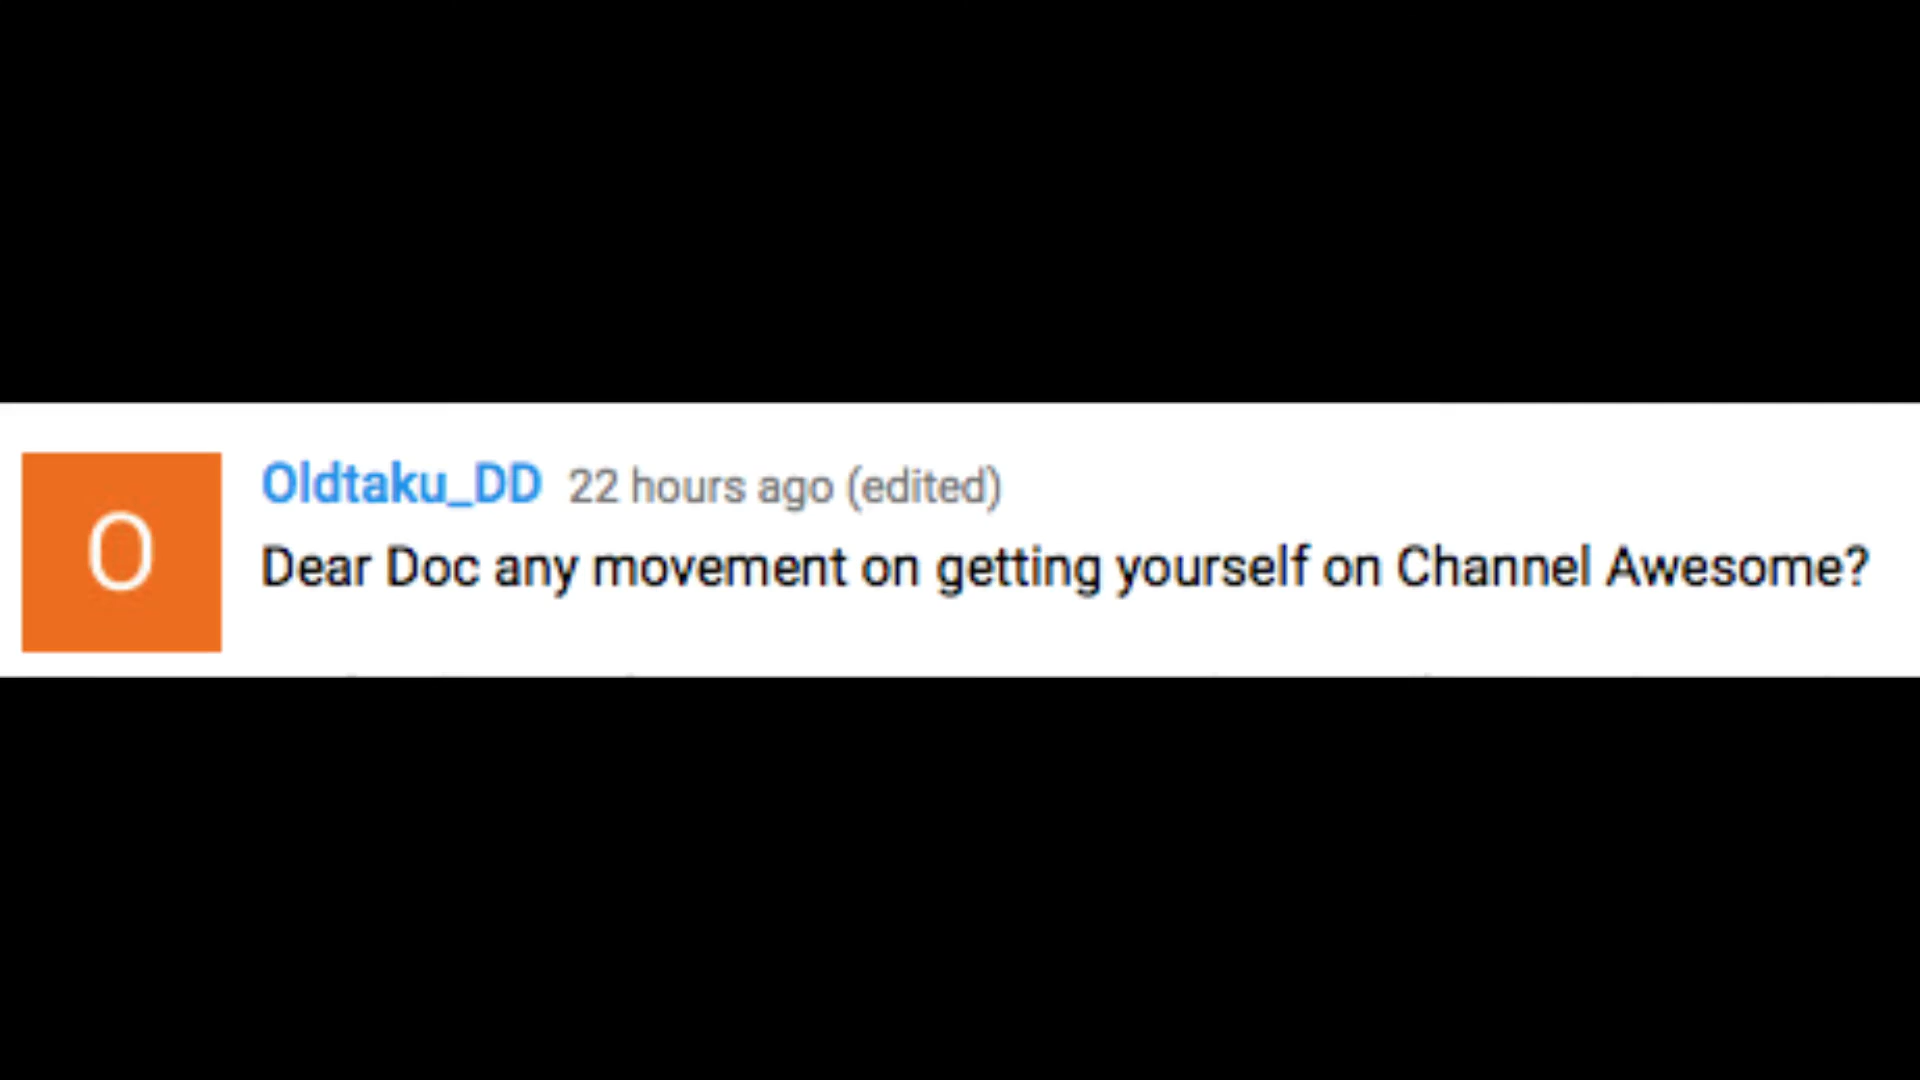 O
Oldtaku_DD 22 hours ago (edited)
Dear Doc any movement on getting yourself on Channel Awesome?